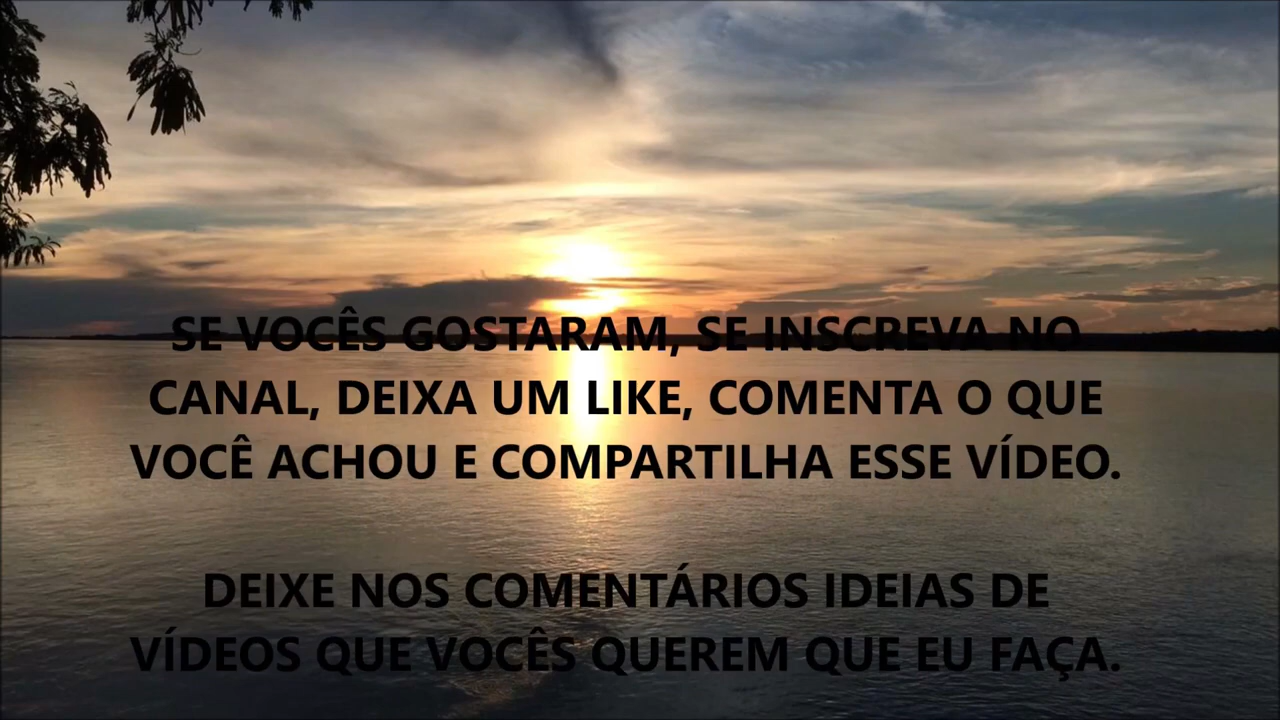 SE VOCÊS GOSTARAM, SE INSCREVA NO
CANAL, DEIXA UM LIKE, COMENTA O QUE
VOCÊ ACHOU E COMPARTILHA ESSE VÍDEO.
DEIXE NOS COMENTÁRIOS IDEIAS DE
VÍDEOS QUE VOCÊS QUEREM QUE EU FAÇA.